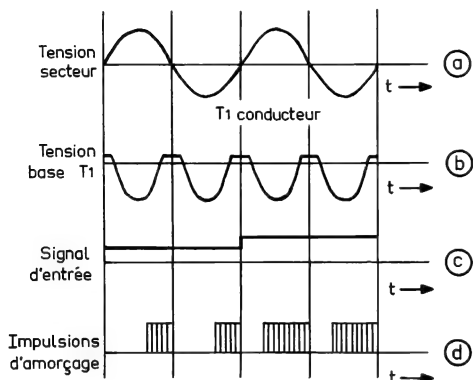 Tension
secteur
a
t
T1 conducteur
Tension
base T1
b
t
Signal
d'entrée
c
t
Impulsions
d'amorçage
d
t